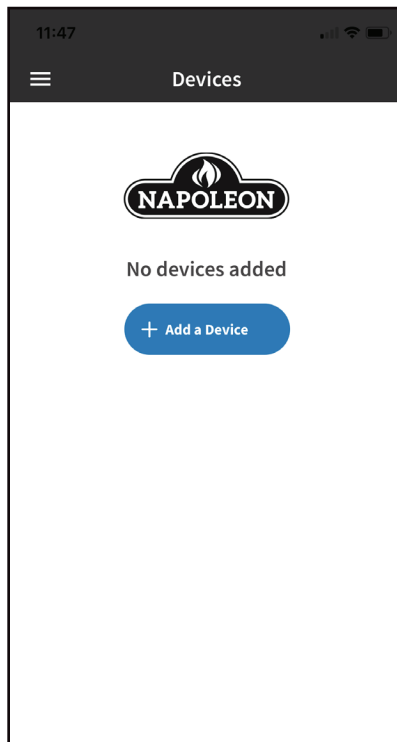 11:47
Devices
NAPOLEON
No devices added
Add a Device